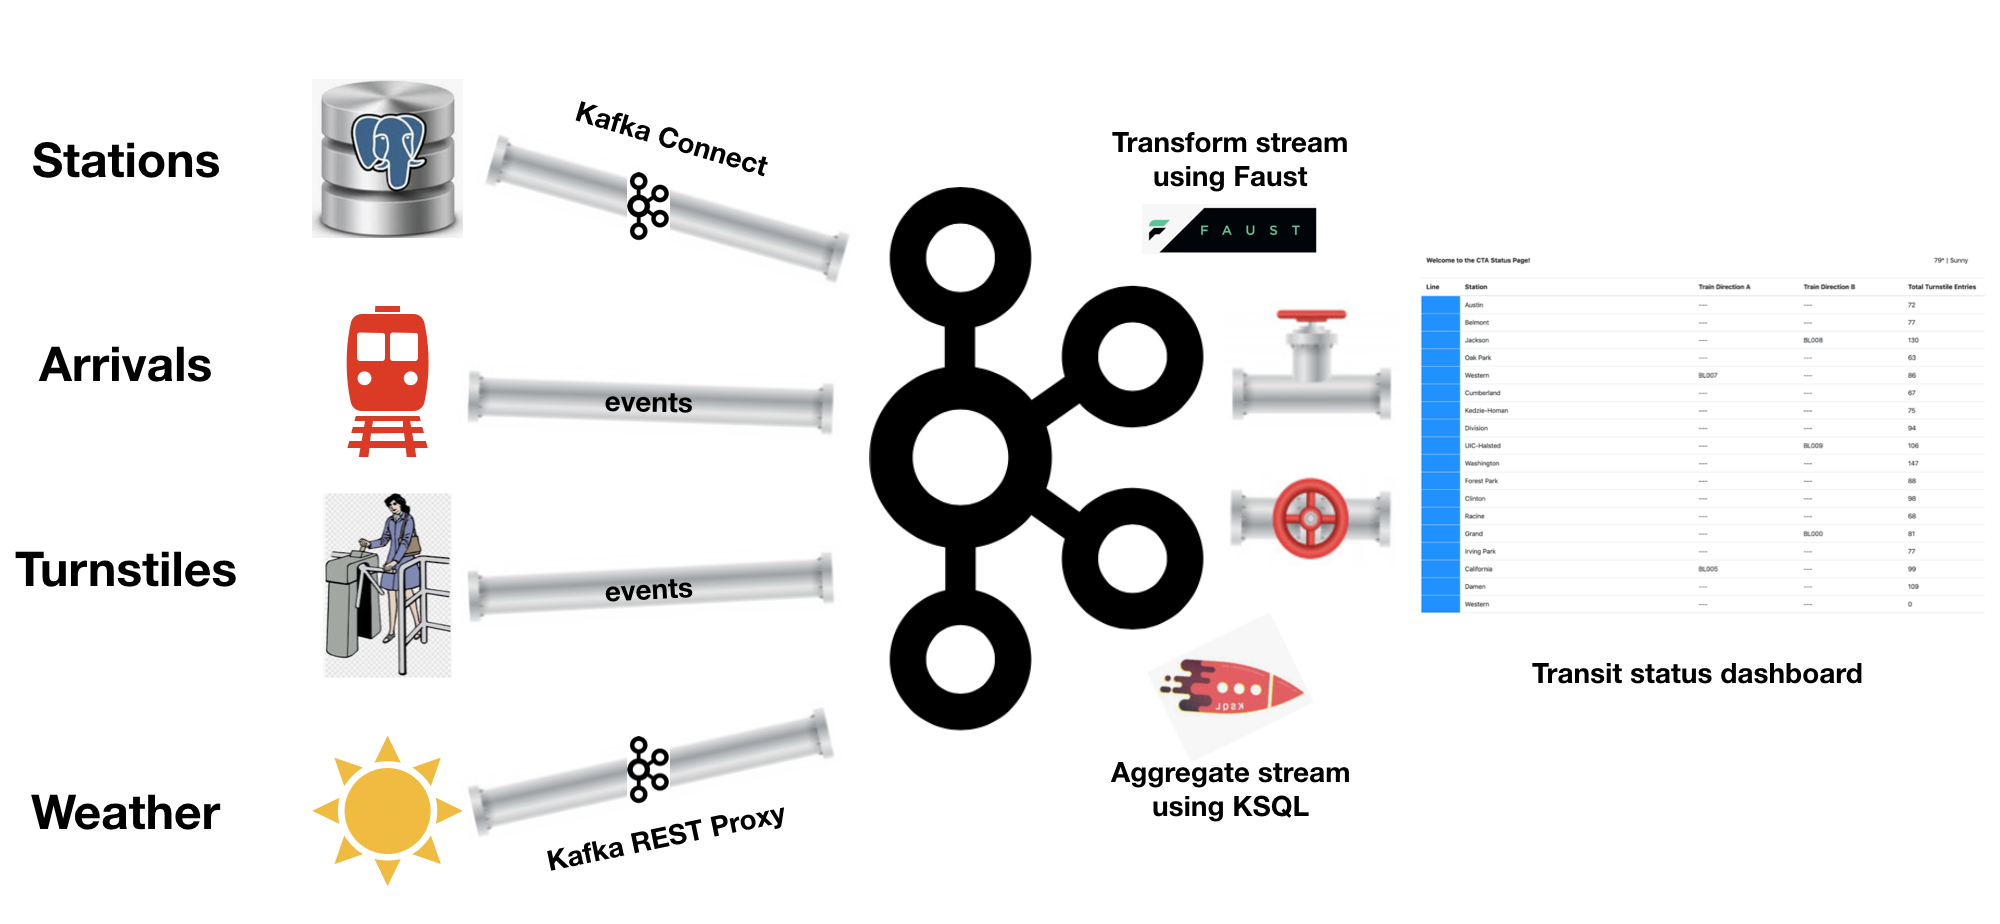 Stations
Kafka Connect
Arrivals
events
Turnstiles
events
Weather
Kafka REST Proxy
Transform stream
using Faust
FAUST
KSQL
Aggregate stream
using KSQL
Welcome to the CTA Status Page! 79° | Sunny
Line Station Train Direction A Train Direction B Total Turnstile Entries
Austin --- --- 72
Belmont --- --- 77
Jackson --- BL008 130
Oak Park --- --- 63
Western BL007 --- 86
Cumberland --- --- 67
Kedzie-Homan --- --- 75
Division --- --- 94
UIC-Halsted --- BL009 106
Washington --- --- 147
Forest Park --- --- 88
Clinton --- --- 98
Racine --- --- 68
Grand --- BL000 81
Irving Park --- --- 77
California BL005 --- 99
Damen --- --- 109
Western --- --- 0
Transit status dashboard